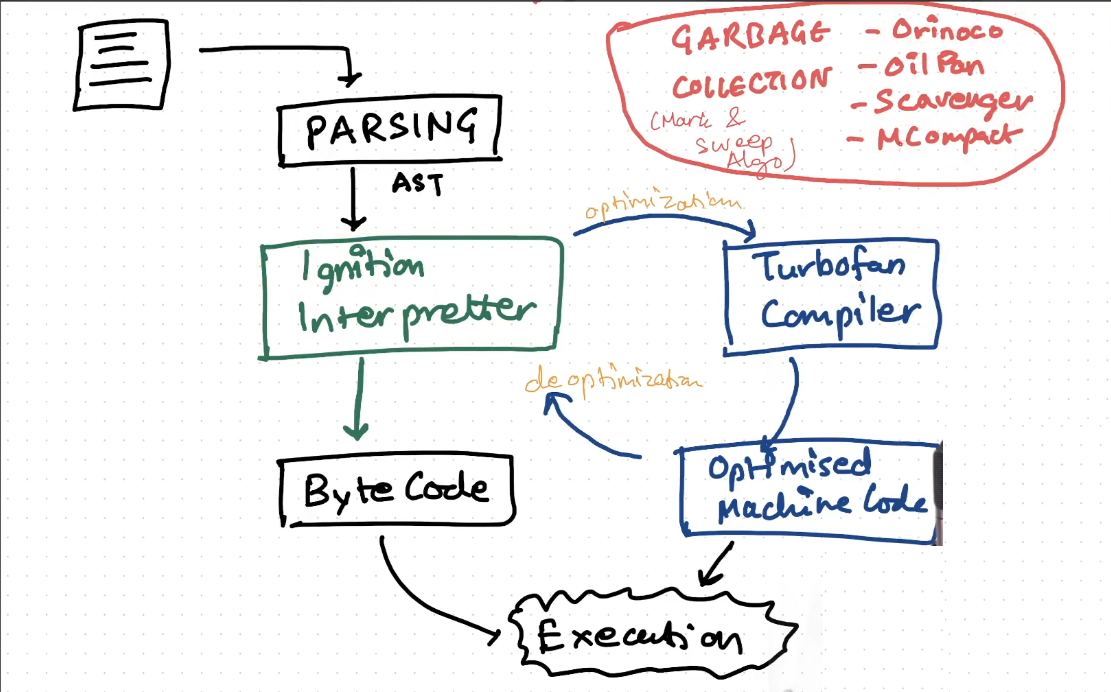 GARBAGE
COLLECTION
(Mark &
sweep
Algo)
- Orinoco
- Oil Pan
- Scavenger
- MCompact
PARSING
AST
Ignition
Interpretter
optimization
Turbofan
Compiler
deoptimization
Byte Code
Optimised
Machine Code
Execution